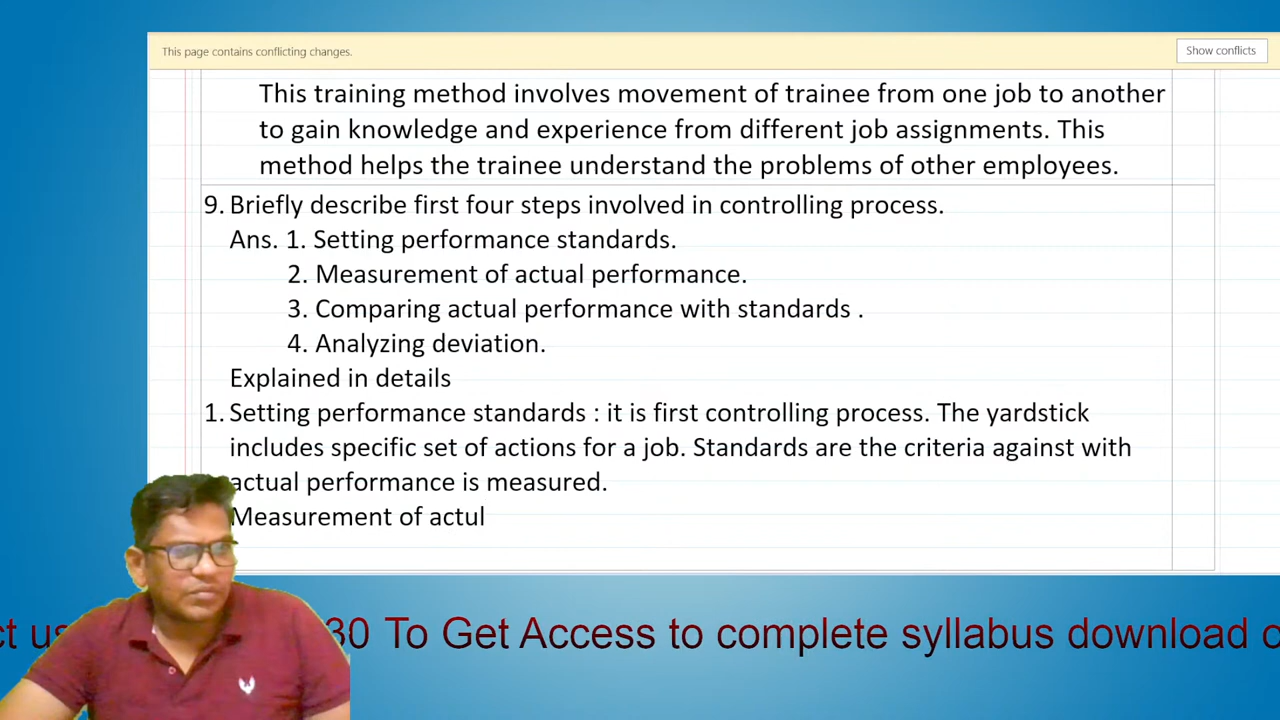 This page contains conflicting changes.
Show conflicts
This training method involves movement of trainee from one job to another
to gain knowledge and experience from different job assignments. This
method helps the trainee understand the problems of other employees.
9. Briefly describe first four steps involved in controlling process.
Ans. 1. Setting performance standards.
2. Measurement of actual performance.
3. Comparing actual performance with standards .
4. Analyzing deviation.
Explained in details
1. Setting performance standards : it is first controlling process. The yardstick
includes specific set of actions for a job. Standards are the criteria against with
actual performance is measured.
Measurement of actul
30 To Get Access to complete syllabus download